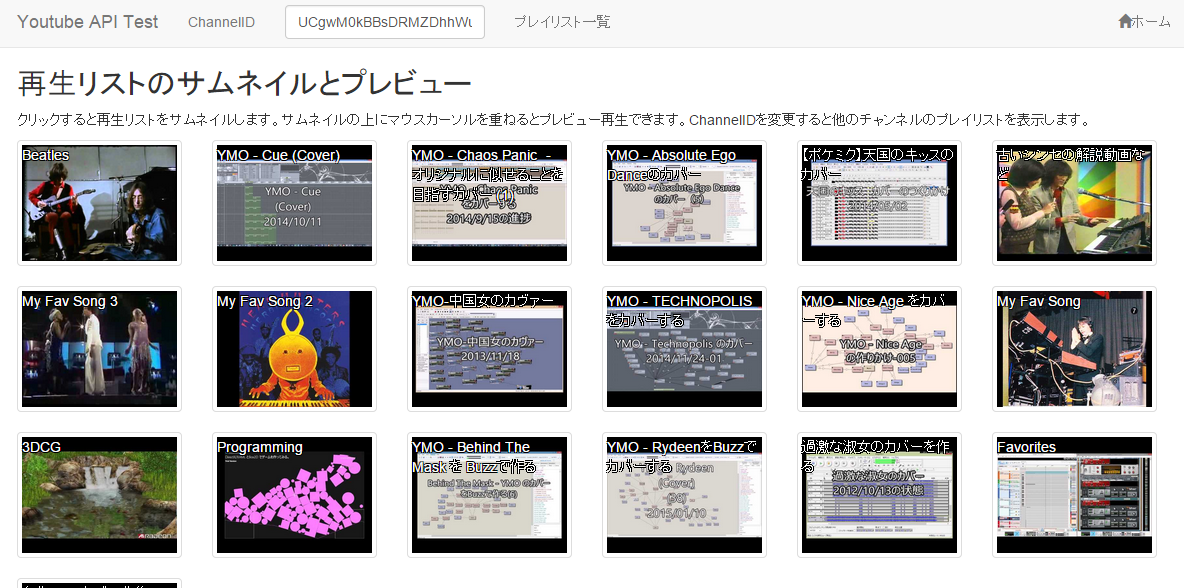 Youtube API Test
ChannelID
UCgwM0kBBsDRMZDhhWu
プレイリスト一覧
ホーム
再生リストのサムネイルとプレビュー
クリックすると再生リストをサムネイルします。サムネイルの上にマウスカーソルを重ねるとプレビュー再生できます。ChannelIDを変更すると他のチャンネルのプレイリストを表示します。
Beatles
YMO - Cue (Cover)
YMO - Cue
(Cover)
2014/10/11
YMO - Chaos Panic -
オリジナルに似せることを
目指すカバー (1)
をカバーする
2014/9/15の進捗
YMO - Absolute Ego
Danceのカバー
YMO - Absolute Ego Dance
のカバー (5)
【ポケミク】天国のキッスの
カバー
2014/05/02
古いシンセの解説動画な
ど
My Fav Song 3
My Fav Song 2
YMO-中国女のカヴァー
YMO-中国女のカヴァー
2013/11/18
YMO - TECHNOPOLIS
をカバーする
YMO - Technopolis のカバー
2014/11/24-01
YMO - Nice Age をカバ
ーする
YMO - Nice Age
の作りかけ-005
My Fav Song
3DCG
Programming
YMO - Behind The
Mask を Buzzで作る
Behind The Mask - YMO のカバー
をBuzzで作る(6)
YMO - RydeenをBuzzで
カバーする
Rydeen
(Cover)
2015/01/10
過激な淑女のカバーを作
る
過激な淑女のカバー
2012/10/13の状態
Favorites